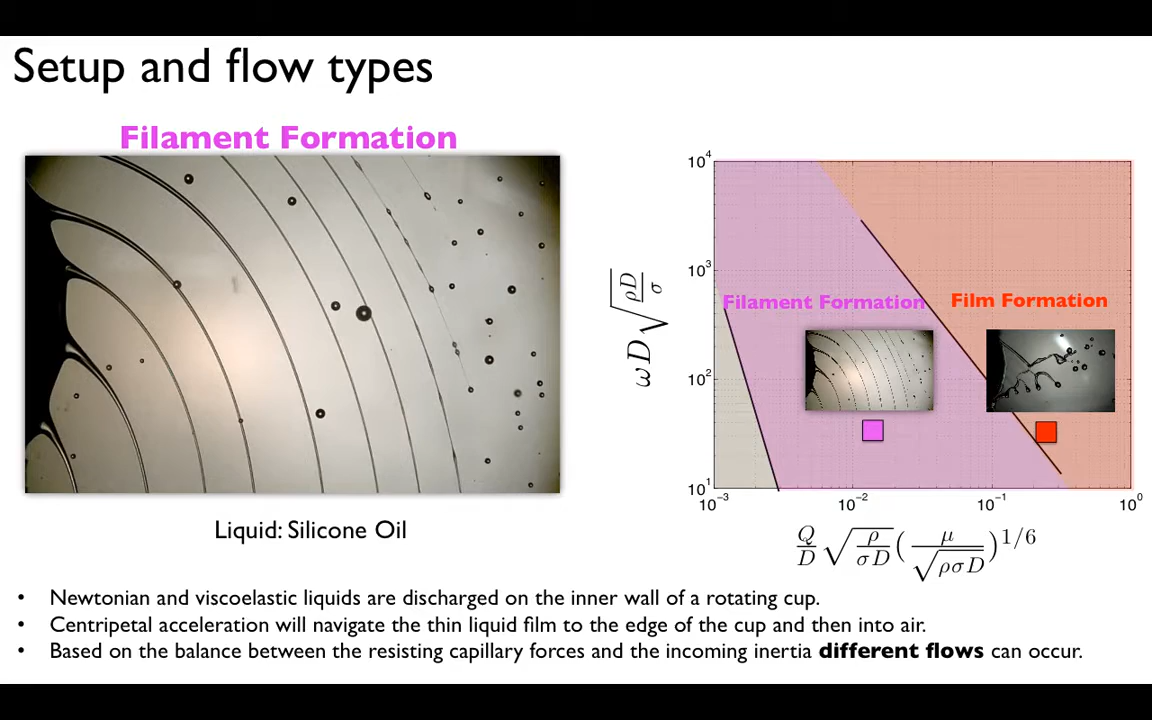 Setup and flow types
Filament Formation
Liquid: Silicone Oil
10^4
10^3
10^2
10^1
ωD√(ρD/σ)
Filament Formation
Film Formation
10^-3
10^-2
10^-1
10^0
Q/D √(ρ/σD) (μ/√(ρσD))^1/6
• Newtonian and viscoelastic liquids are discharged on the inner wall of a rotating cup.
• Centripetal acceleration will navigate the thin liquid film to the edge of the cup and then into air.
• Based on the balance between the resisting capillary forces and the incoming inertia different flows can occur.